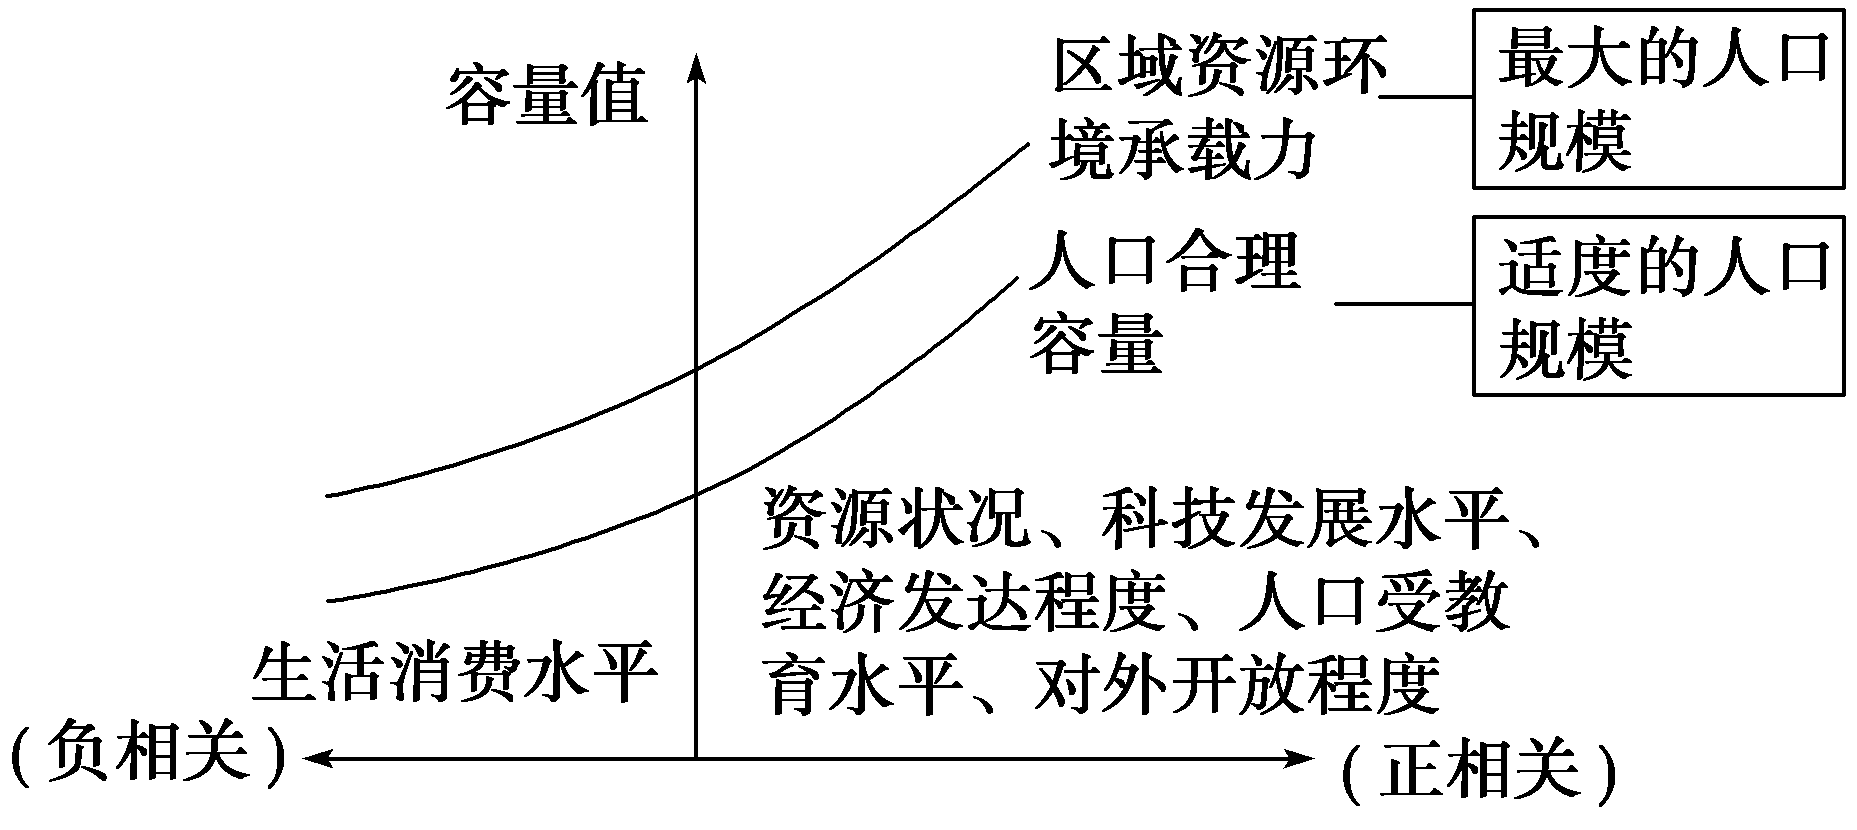 容量值
区域资源环
境承载力
最大的人口
规模
人口合理
容量
适度的人口
规模
资源状况、科技发展水平、
经济发达程度、人口受教
育水平、对外开放程度
生活消费水平
(负相关)
(正相关)